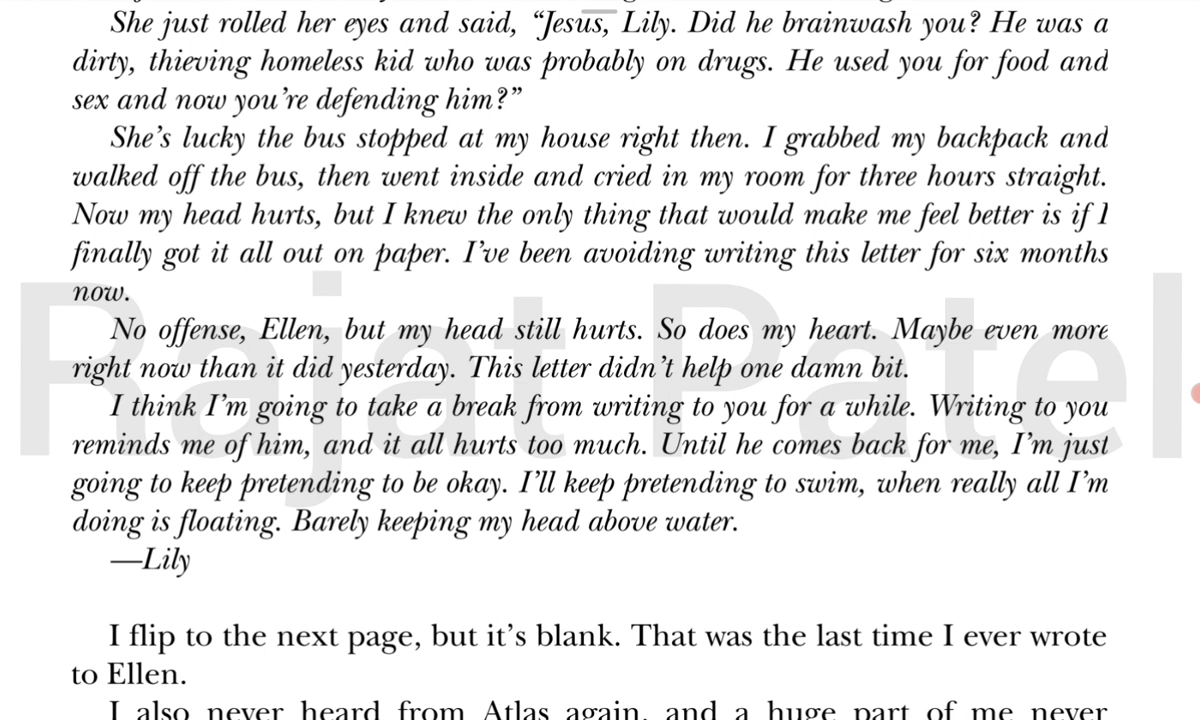 She just rolled her eyes and said, “Jesus, Lily. Did he brainwash you? He was a
dirty, thieving homeless kid who was probably on drugs. He used you for food and
sex and now you’re defending him?”
She’s lucky the bus stopped at my house right then. I grabbed my backpack and
walked off the bus, then went inside and cried in my room for three hours straight.
Now my head hurts, but I knew the only thing that would make me feel better is if I
finally got it all out on paper. I’ve been avoiding writing this letter for six months
now.
No offense, Ellen, but my head still hurts. So does my heart. Maybe even more
right now than it did yesterday. This letter didn’t help one damn bit.
I think I’m going to take a break from writing to you for a while. Writing to you
reminds me of him, and it all hurts too much. Until he comes back for me, I’m just
going to keep pretending to be okay. I’ll keep pretending to swim, when really all I’m
doing is floating. Barely keeping my head above water.
—Lily
I flip to the next page, but it’s blank. That was the last time I ever wrote
to Ellen.
I also never heard from Atlas again, and a huge part of me never
Rajat Patel